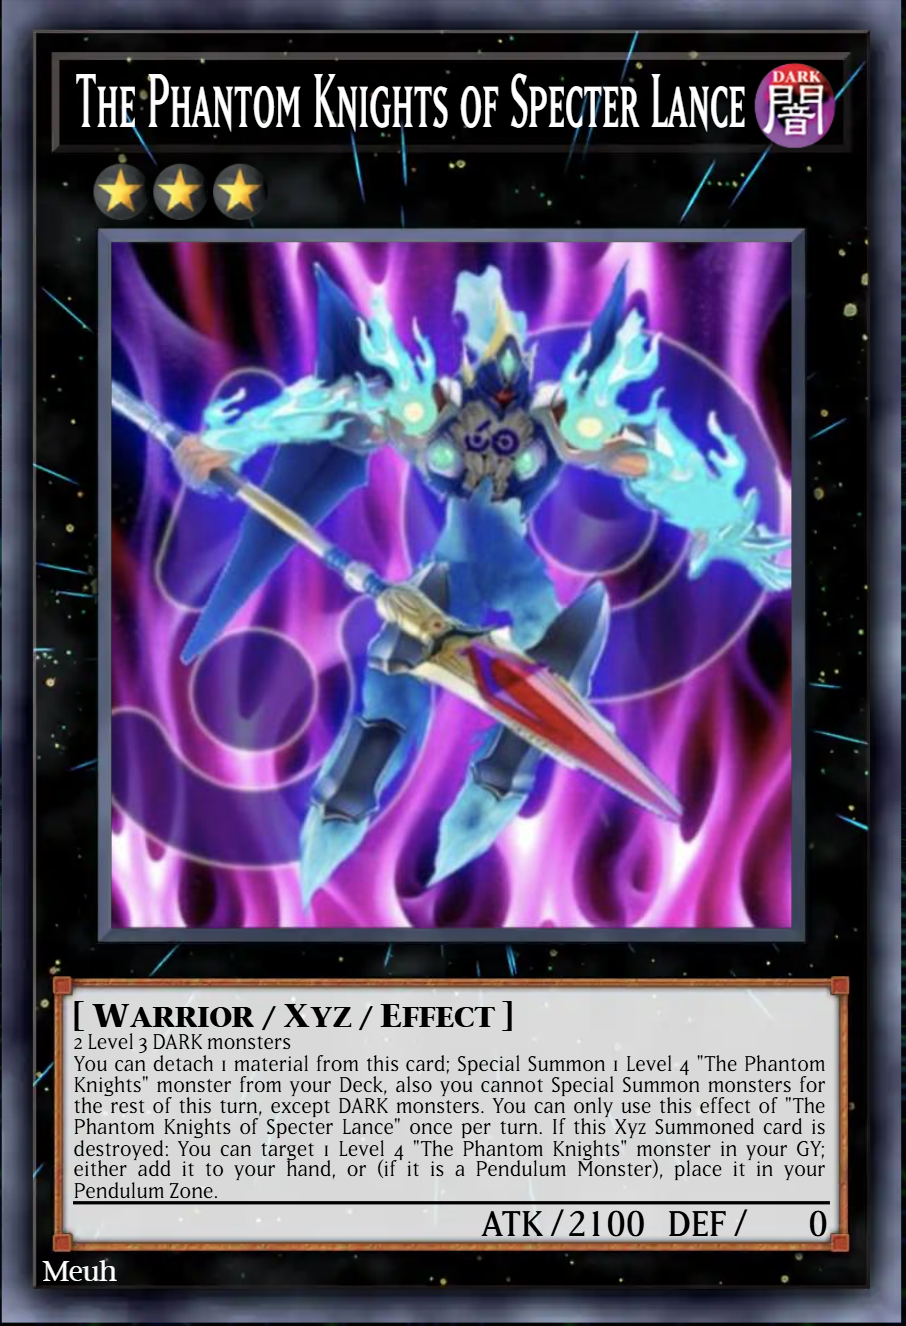 The Phantom Knights of Specter Lance
DARK
闇
[ Warrior / Xyz / Effect ]
2 Level 3 DARK monsters
You can detach 1 material from this card; Special Summon 1 Level 4 "The Phantom
Knights" monster from your Deck, also you cannot Special Summon monsters for
the rest of this turn, except DARK monsters. You can only use this effect of "The
Phantom Knights of Specter Lance" once per turn. If this Xyz Summoned card is
destroyed: You can target 1 Level 4 "The Phantom Knights" monster in your GY;
either add it to your hand, or (if it is a Pendulum Monster), place it in your
Pendulum Zone.
ATK / 2100 DEF / 0
Meuh